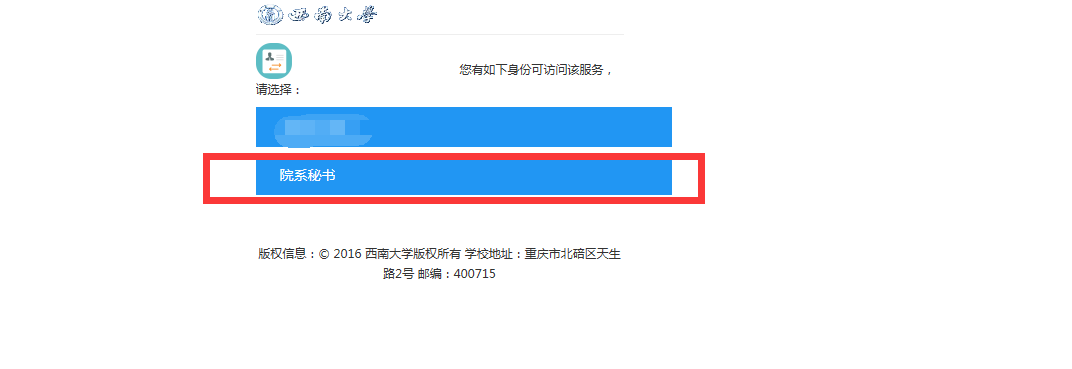 西南大学
您有如下身份可访问该服务，
请选择：
院系秘书
版权信息：© 2016 西南大学版权所有 学校地址：重庆市北碚区天生
路2号 邮编：400715